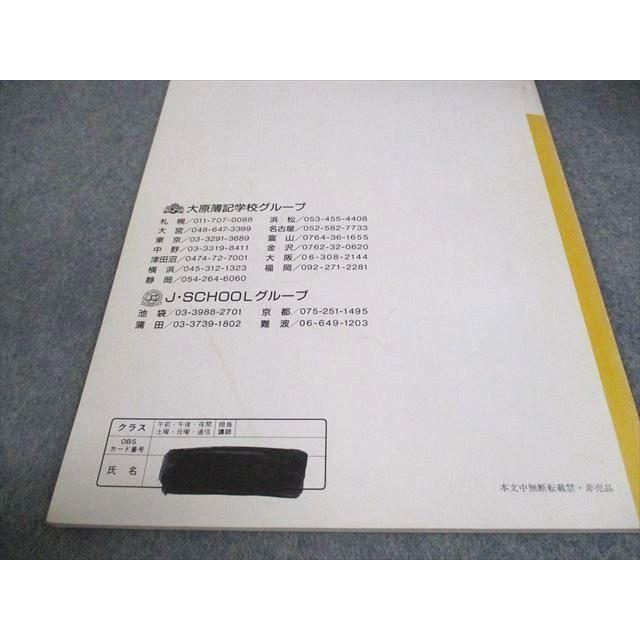 大原簿記学校グループ
札 幌/011-707-0088 浜 松/053-455-4408
大 宮/048-647-3399 名古屋/052-582-7733
東 京/03-3291-3689 富 山/0764-36-1655
中 野/03-3319-8411 金 沢/0762-32-0620
津田沼/0474-72-7001 大 阪/06-308-2144
横 浜/045-312-1323 福 岡/092-271-2281
静 岡/054-264-6060
J・SCHOOLグループ
池 袋/03-3988-2701 京 都/075-251-1495
蒲 田/03-3739-1802 難 波/06-649-1203
クラス 午前・午後・夜間 担当
土曜・日曜・通信 講師
OBS
カード番号
氏 名
本文中無断転載禁・非売品